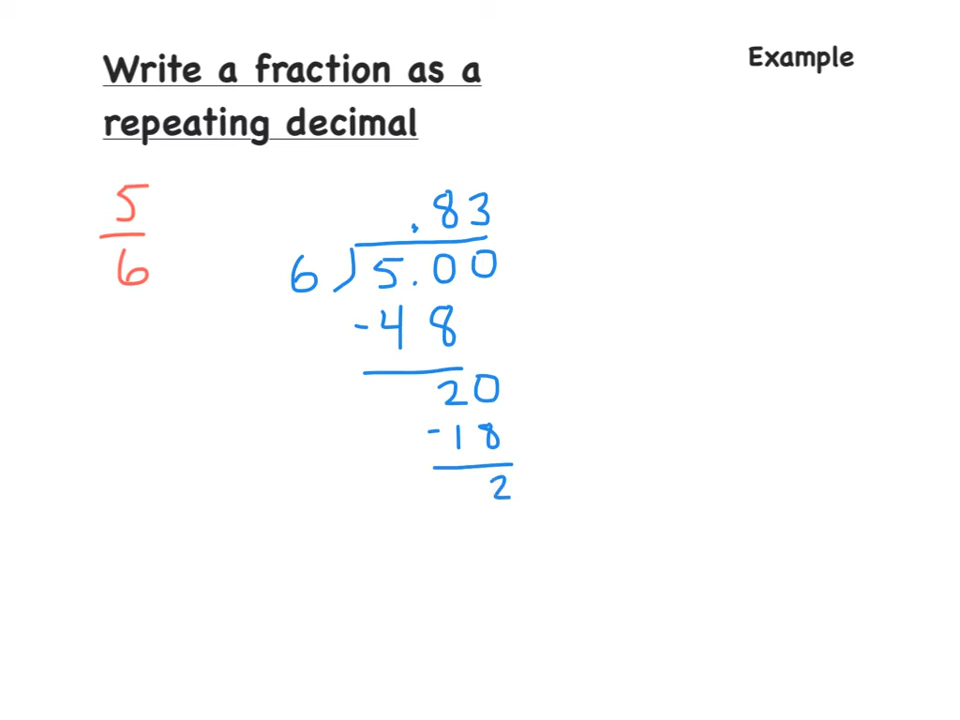 Write a fraction as a
repeating decimal
Example
5
6
.83
6 ) 5.00
-48
20
-18
2